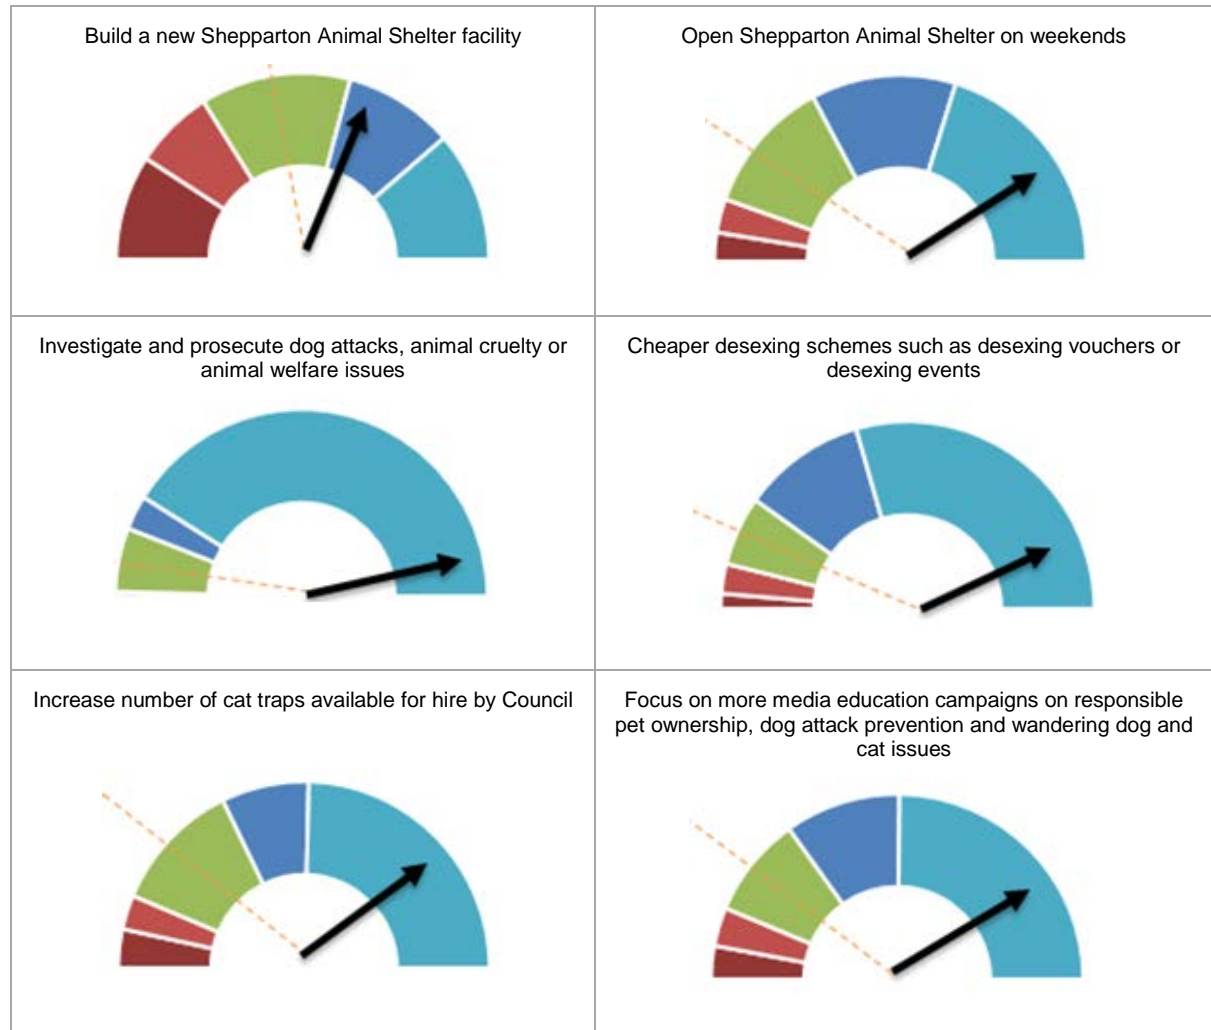 Build a new Shepparton Animal Shelter facility
Open Shepparton Animal Shelter on weekends
Investigate and prosecute dog attacks, animal cruelty or
animal welfare issues
Cheaper desexing schemes such as desexing vouchers or
desexing events
Increase number of cat traps available for hire by Council
Focus on more media education campaigns on responsible
pet ownership, dog attack prevention and wandering dog and
cat issues